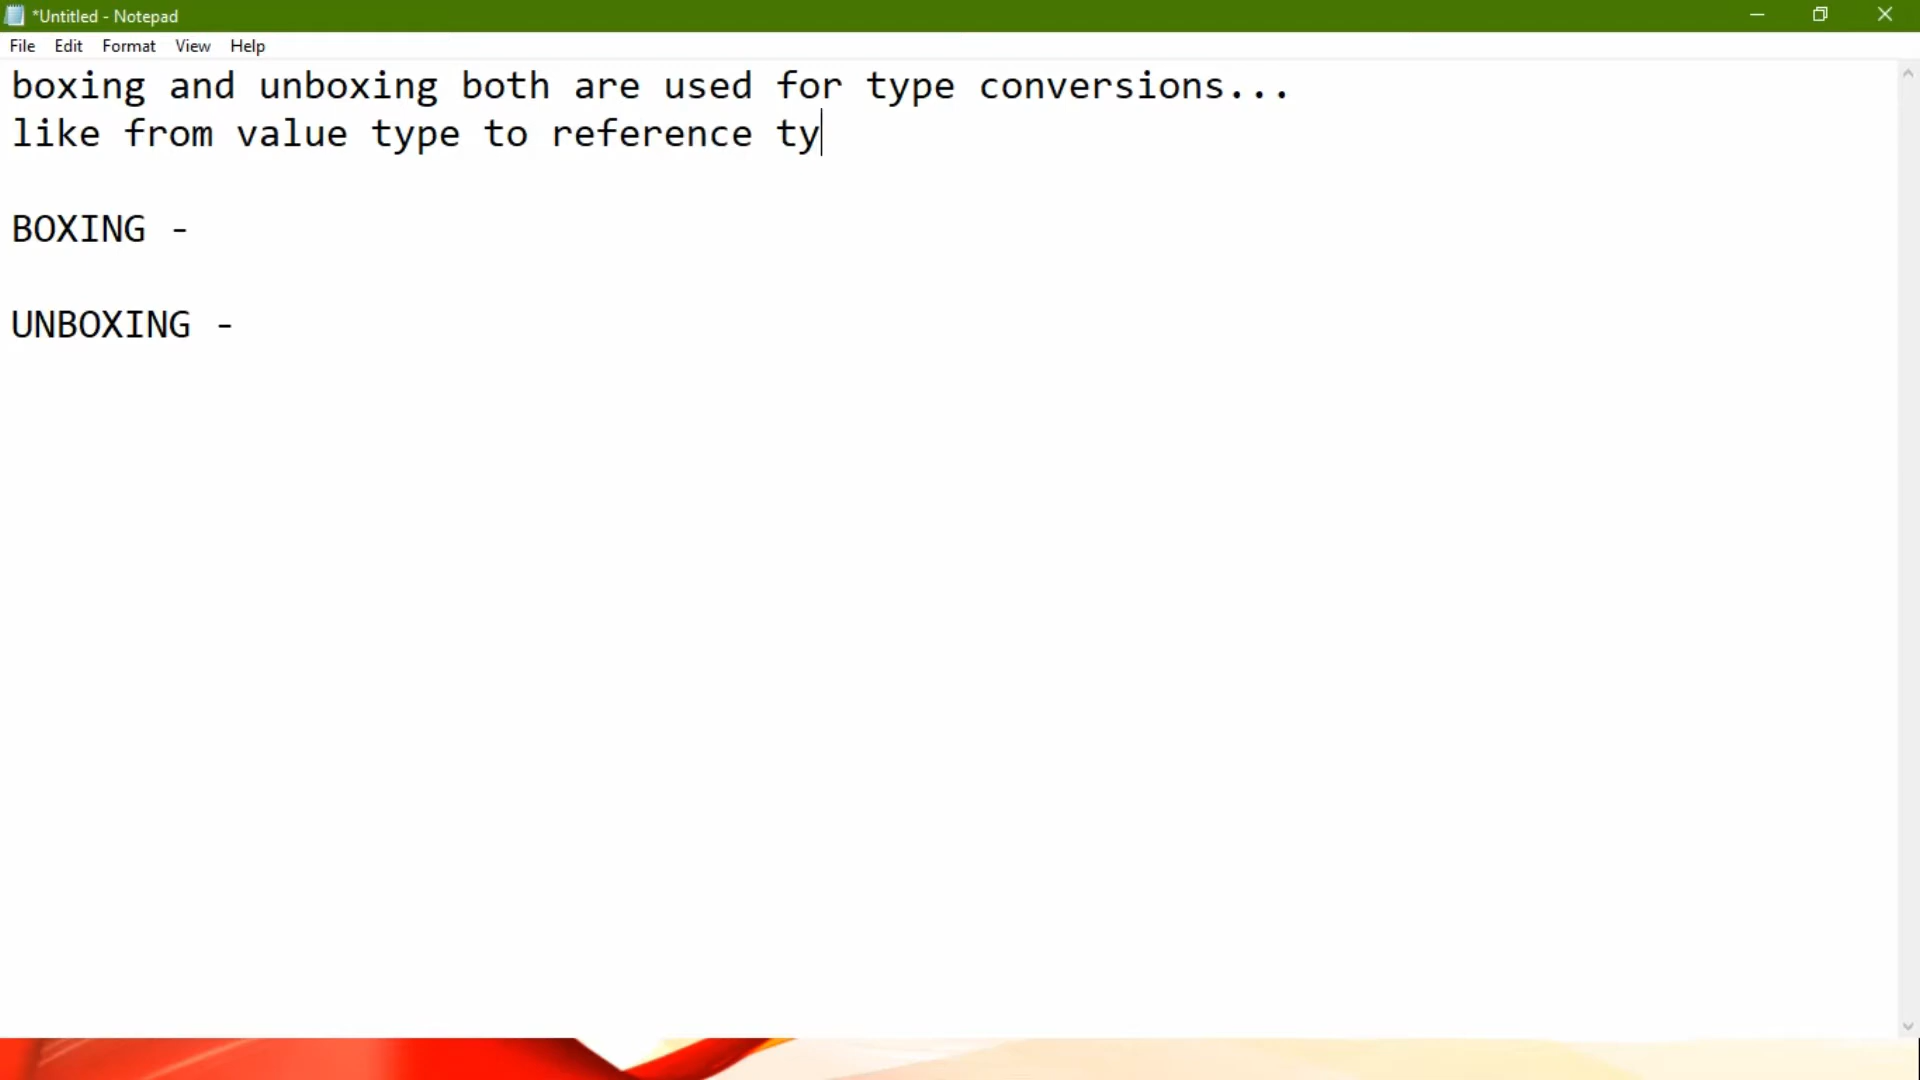 *Untitled - Notepad
File Edit Format View Help
boxing and unboxing both are used for type conversions...
like from value type to reference ty
BOXING -
UNBOXING -